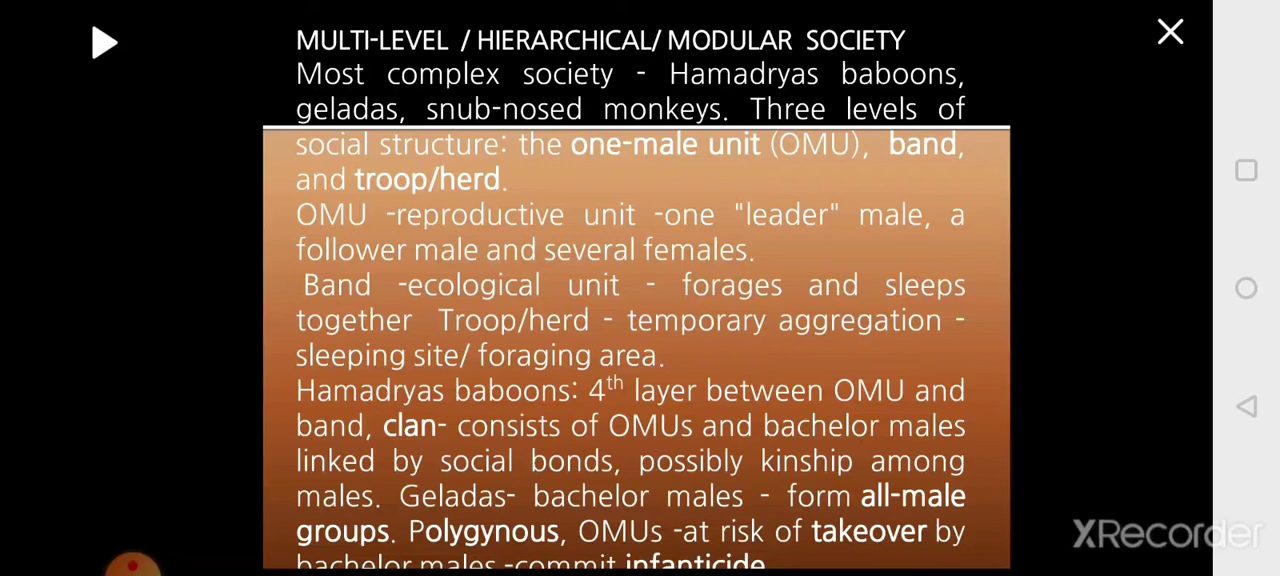 MULTI-LEVEL / HIERARCHICAL/ MODULAR SOCIETY
Most complex society - Hamadryas baboons,
geladas, snub-nosed monkeys. Three levels of
social structure: the one-male unit (OMU), band,
and troop/herd.
OMU -reproductive unit -one "leader" male, a
follower male and several females.
Band -ecological unit - forages and sleeps
together Troop/herd - temporary aggregation -
sleeping site/ foraging area.
Hamadryas baboons: 4th layer between OMU and
band, clan- consists of OMUs and bachelor males
linked by social bonds, possibly kinship among
males. Geladas- bachelor males - form all-male
groups. Polygynous, OMUs -at risk of takeover by
bachelor males -commit infanticide.
XRecorder